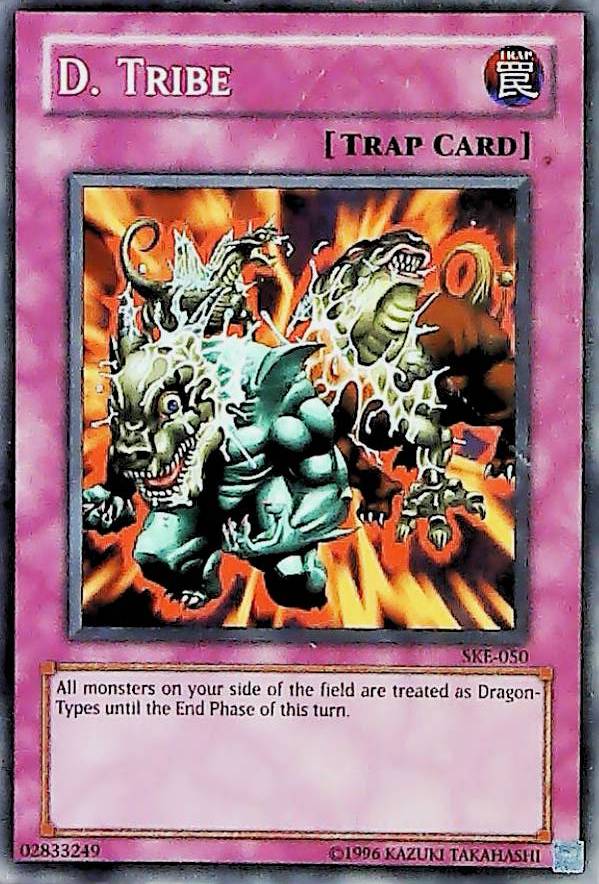 D. TRIBE
TRAP
罠
[TRAP CARD]
SKE-050
All monsters on your side of the field are treated as Dragon-
Types until the End Phase of this turn.
02833249
©1996 KAZUKI TAKAHASHI